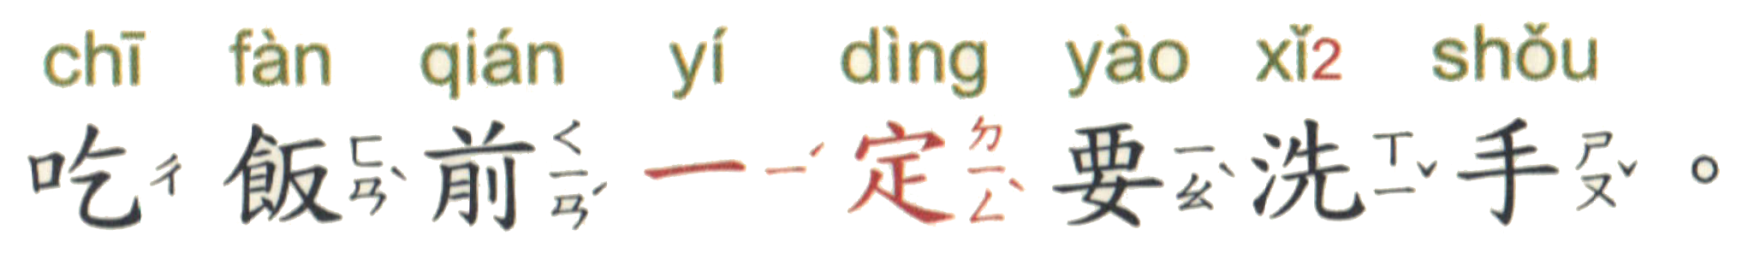 chī fàn qián yí dìng yào xǐ2 shǒu
吃ㄔ 飯ㄈㄢˋ 前ㄑㄧㄢˊ 一ㄧˊ 定ㄉㄧㄥˋ 要ㄧㄠˋ 洗ㄒㄧˇ 手ㄕㄡˇ 。